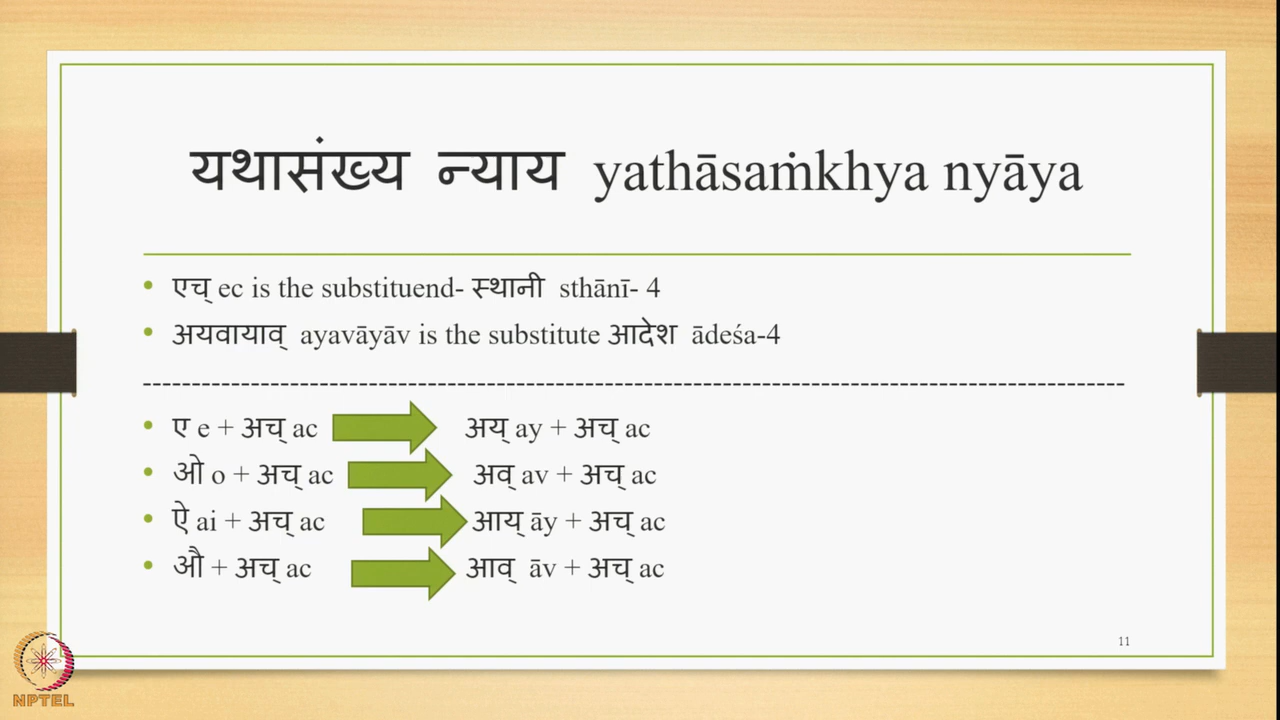 यथासंख्य न्याय yathāsaṁkhya nyāya
• एच् ec is the substituend- स्थानी sthānī- 4
• अयवायाव् ayavāyāv is the substitute आदेश ādeśa-4
--------------------------------------------------------------------------------------------------
• ए e + अच् ac अय् ay + अच् ac
• ओ o + अच् ac अव् av + अच् ac
• ऐ ai + अच् ac आय् āy + अच् ac
• औ + अच् ac आव् āv + अच् ac
11
NPTEL